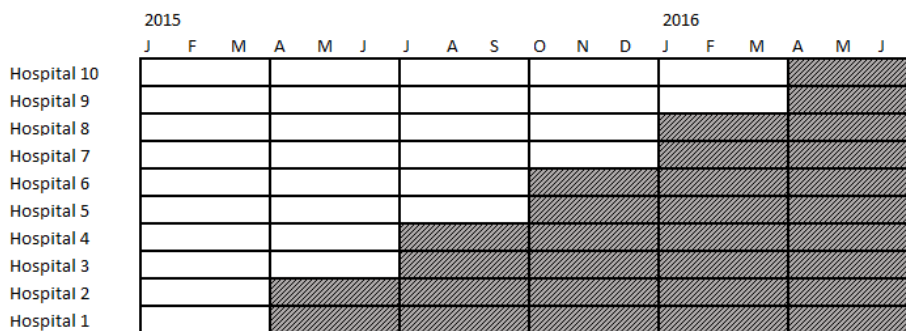 2015 2016
J F M A M J J A S O N D J F M A M J
Hospital 10
Hospital 9
Hospital 8
Hospital 7
Hospital 6
Hospital 5
Hospital 4
Hospital 3
Hospital 2
Hospital 1